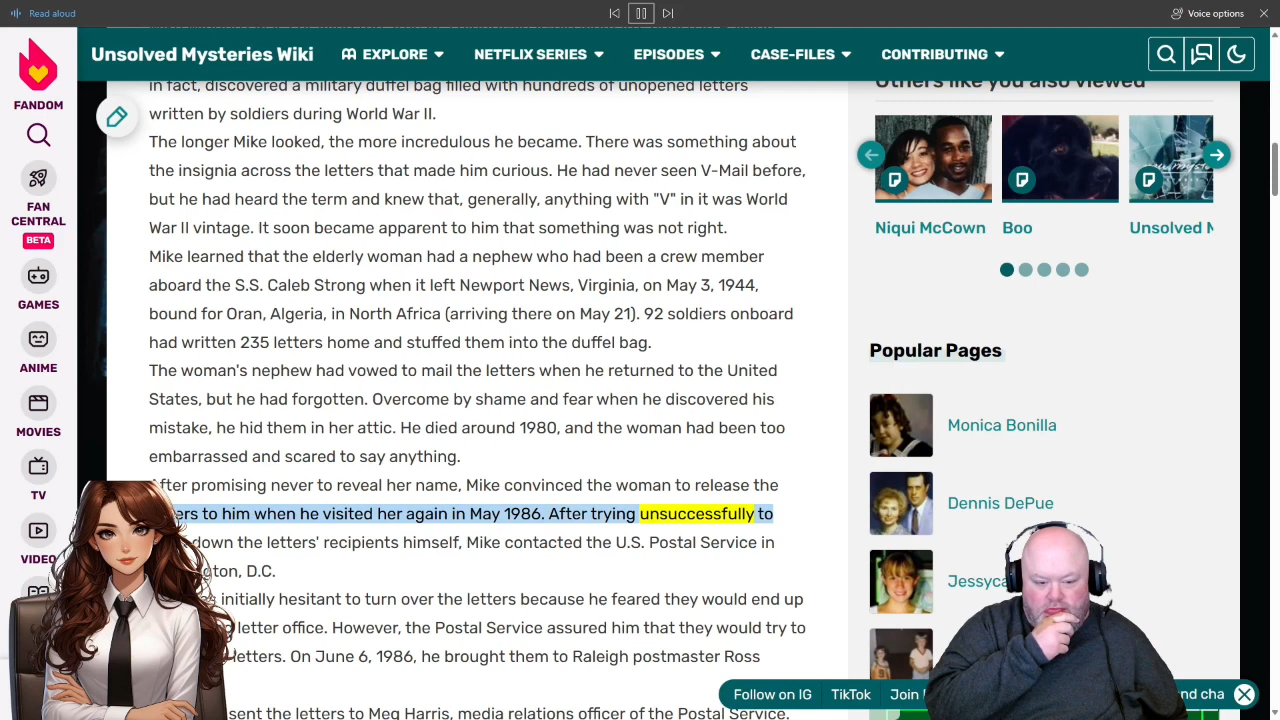 Read aloud
Voice options
Unsolved Mysteries Wiki
EXPLORE
NETFLIX SERIES
EPISODES
CASE-FILES
CONTRIBUTING
FANDOM
FAN
CENTRAL
BETA
GAMES
ANIME
MOVIES
TV
VIDEO
in fact, discovered a military duffel bag filled with hundreds of unopened letters
written by soldiers during World War II.
The longer Mike looked, the more incredulous he became. There was something about
the insignia across the letters that made him curious. He had never seen V-Mail before,
but he had heard the term and knew that, generally, anything with "V" in it was World
War II vintage. It soon became apparent to him that something was not right.
Mike learned that the elderly woman had a nephew who had been a crew member
aboard the S.S. Caleb Strong when it left Newport News, Virginia, on May 3, 1944,
bound for Oran, Algeria, in North Africa (arriving there on May 21). 92 soldiers onboard
had written 235 letters home and stuffed them into the duffel bag.
The woman's nephew had vowed to mail the letters when he returned to the United
States, but he had forgotten. Overcome by shame and fear when he discovered his
mistake, he hid them in her attic. He died around 1980, and the woman had been too
embarrassed and scared to say anything.
After promising never to reveal her name, Mike convinced the woman to release the
ers to him when he visited her again in May 1986. After trying unsuccessfully to
down the letters' recipients himself, Mike contacted the U.S. Postal Service in
gton, D.C.
initially hesitant to turn over the letters because he feared they would end up
letter office. However, the Postal Service assured him that they would try to
letters. On June 6, 1986, he brought them to Raleigh postmaster Ross
sent the letters to Meg Harris, media relations officer of the Postal Service.
Others like you also viewed
Niqui McCown
Boo
Unsolved M
Popular Pages
Monica Bonilla
Dennis DePue
Jessyca
Follow on IG
TikTok
Join
nd cha